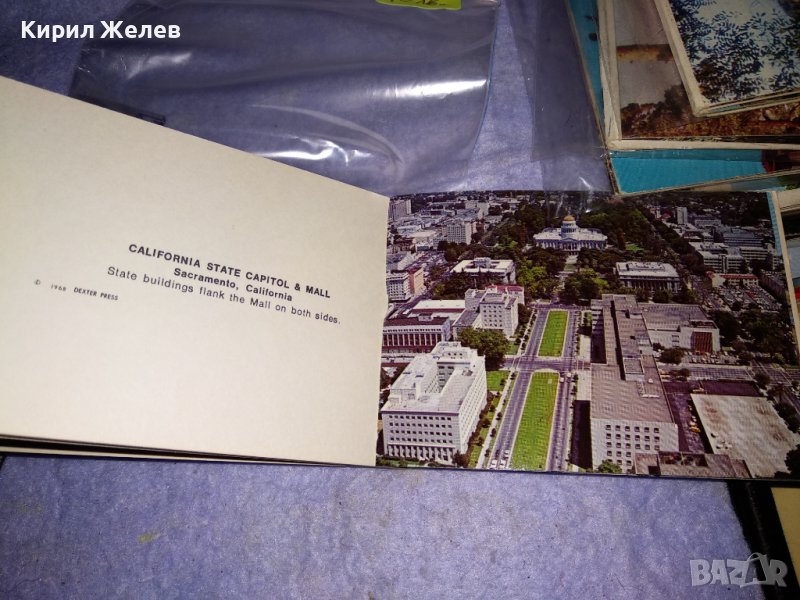 Кирил Желев
CALIFORNIA STATE CAPITOL & MALL
Sacramento, California
State buildings flank the Mall on both sides.
© 1968 DEXTER PRESS
BAZAR